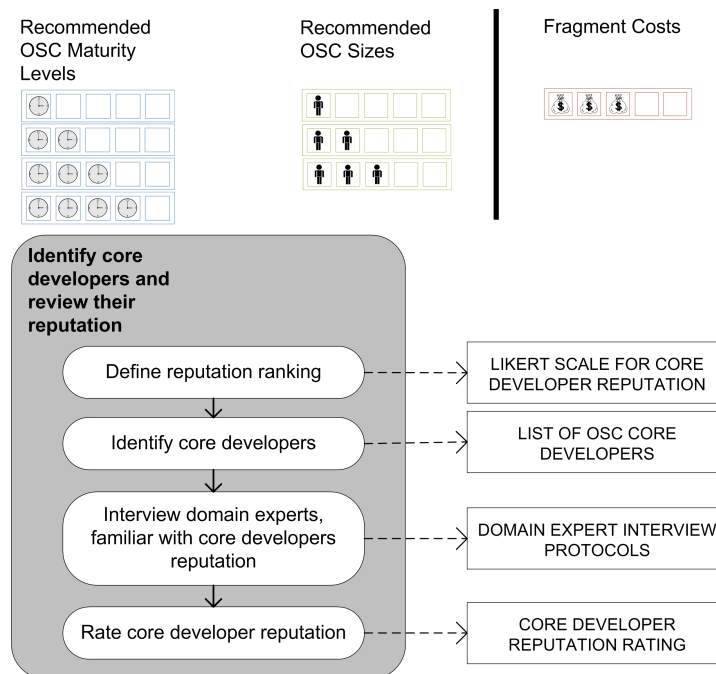 Recommended
OSC Maturity
Levels
Recommended
OSC Sizes
Fragment Costs
Identify core
developers and
review their
reputation
Define reputation ranking
LIKERT SCALE FOR CORE
DEVELOPER REPUTATION
Identify core developers
LIST OF OSC CORE
DEVELOPERS
Interview domain experts,
familiar with core developers
reputation
DOMAIN EXPERT INTERVIEW
PROTOCOLS
Rate core developer reputation
CORE DEVELOPER
REPUTATION RATING